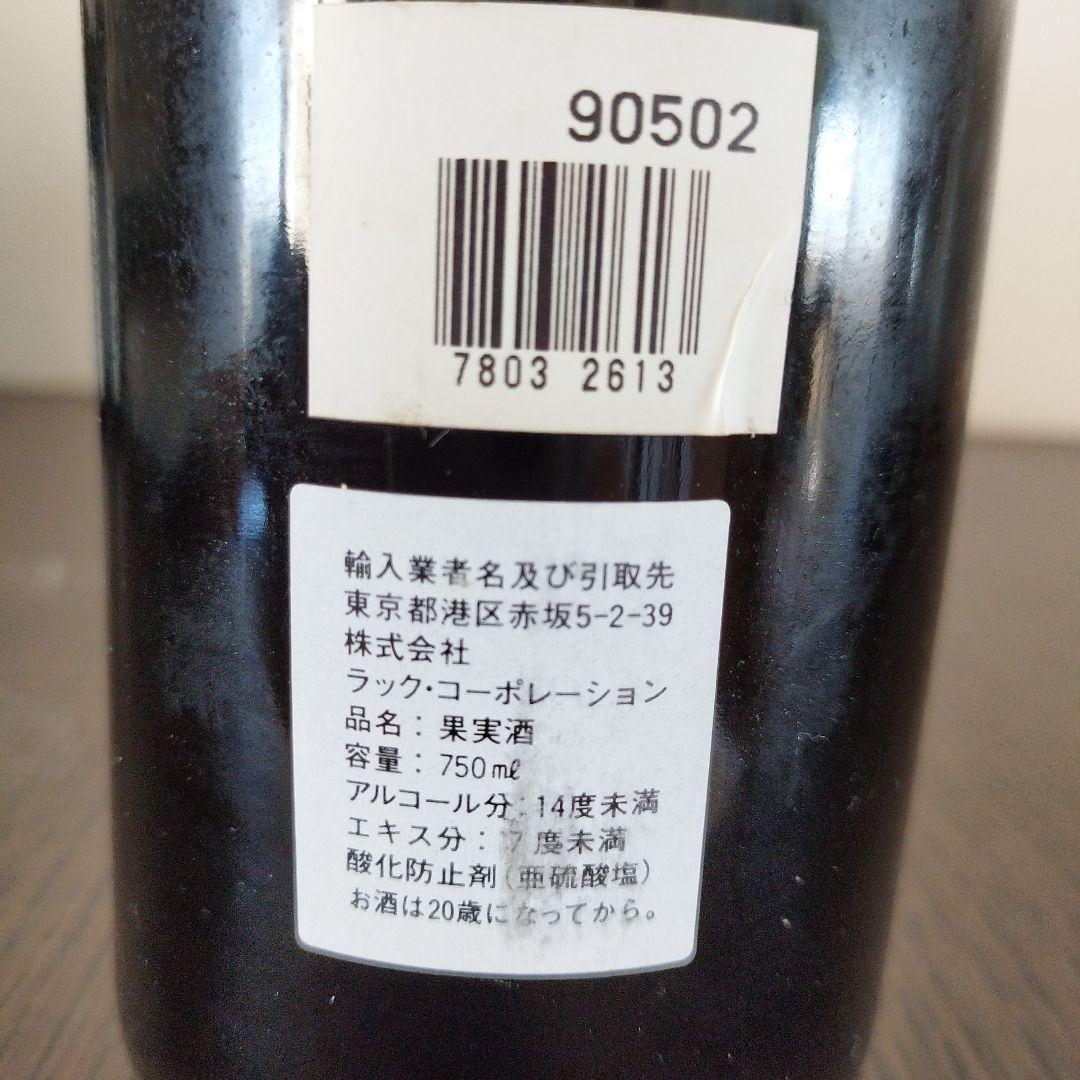 90502
7803 2613
輸入業者名及び引取先
東京都港区赤坂5-2-39
株式会社
ラック・コーポレーション
品名：果実酒
容量：750㎖
アルコール分：14度未満
エキス分：7度未満
酸化防止剤（亜硫酸塩）
お酒は20歳になってから。